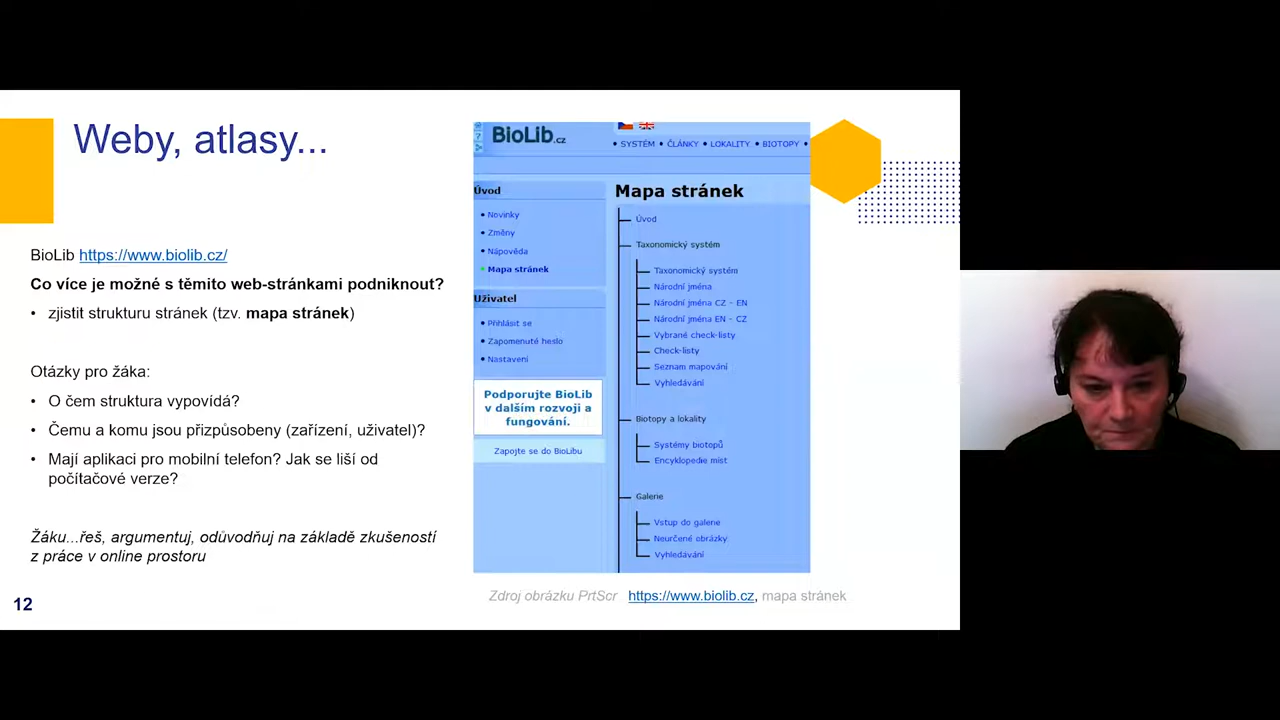 Weby, atlasy...
BioLib https://www.biolib.cz/
Co více je možné s těmito web-stránkami podniknout?
• zjistit strukturu stránek (tzv. mapa stránek)
Otázky pro žáka:
• O čem struktura vypovídá?
• Čemu a komu jsou přizpůsobeny (zařízení, uživatel)?
• Mají aplikaci pro mobilní telefon? Jak se liší od
počítačové verze?
Žáku...řeš, argumentuj, odůvodňuj na základě zkušeností
z práce v online prostoru
12
BioLib.cz
• SYSTÉM • ČLÁNKY • LOKALITY • BIOTOPY •
Úvod
• Novinky
• Změny
• Nápověda
• Mapa stránek
Uživatel
• Přihlásit se
• Zapomenuté heslo
• Nastavení
Podporujte BioLib
v dalším rozvoji a
fungování.
Zapojte se do BioLibu
Mapa stránek
Úvod
Taxonomický systém
Taxonomický systém
Národní jména
Národní jména CZ - EN
Národní jména EN - CZ
Vybrané check-listy
Check-listy
Seznam mapování
Vyhledávání
Biotopy a lokality
Systémy biotopů
Encyklopedie míst
Galerie
Vstup do galerie
Neurčené obrázky
Vyhledávání
Zdroj obrázku PrtScr https://www.biolib.cz, mapa stránek